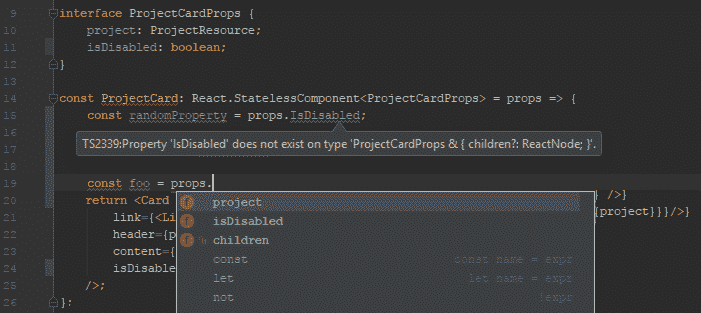 9 interface ProjectCardProps {
10 project: ProjectResource;
11 isDisabled: boolean;
12 }
13
14 const ProjectCard: React.StatelessComponent<ProjectCardProps> = props => {
15 const randomProperty = props.IsDisabled;
16
TS2339:Property 'IsDisabled' does not exist on type 'ProjectCardProps & { children?: ReactNode; }'.
17
18
19 const foo = props.
20 return <Card } />}
21 link={<Li {project}}}/>}
22 header={p
23 content={
24 isDisable
25 />;
26 };
project
isDisabled
children
const const name = expr
let let name = expr
not !expr